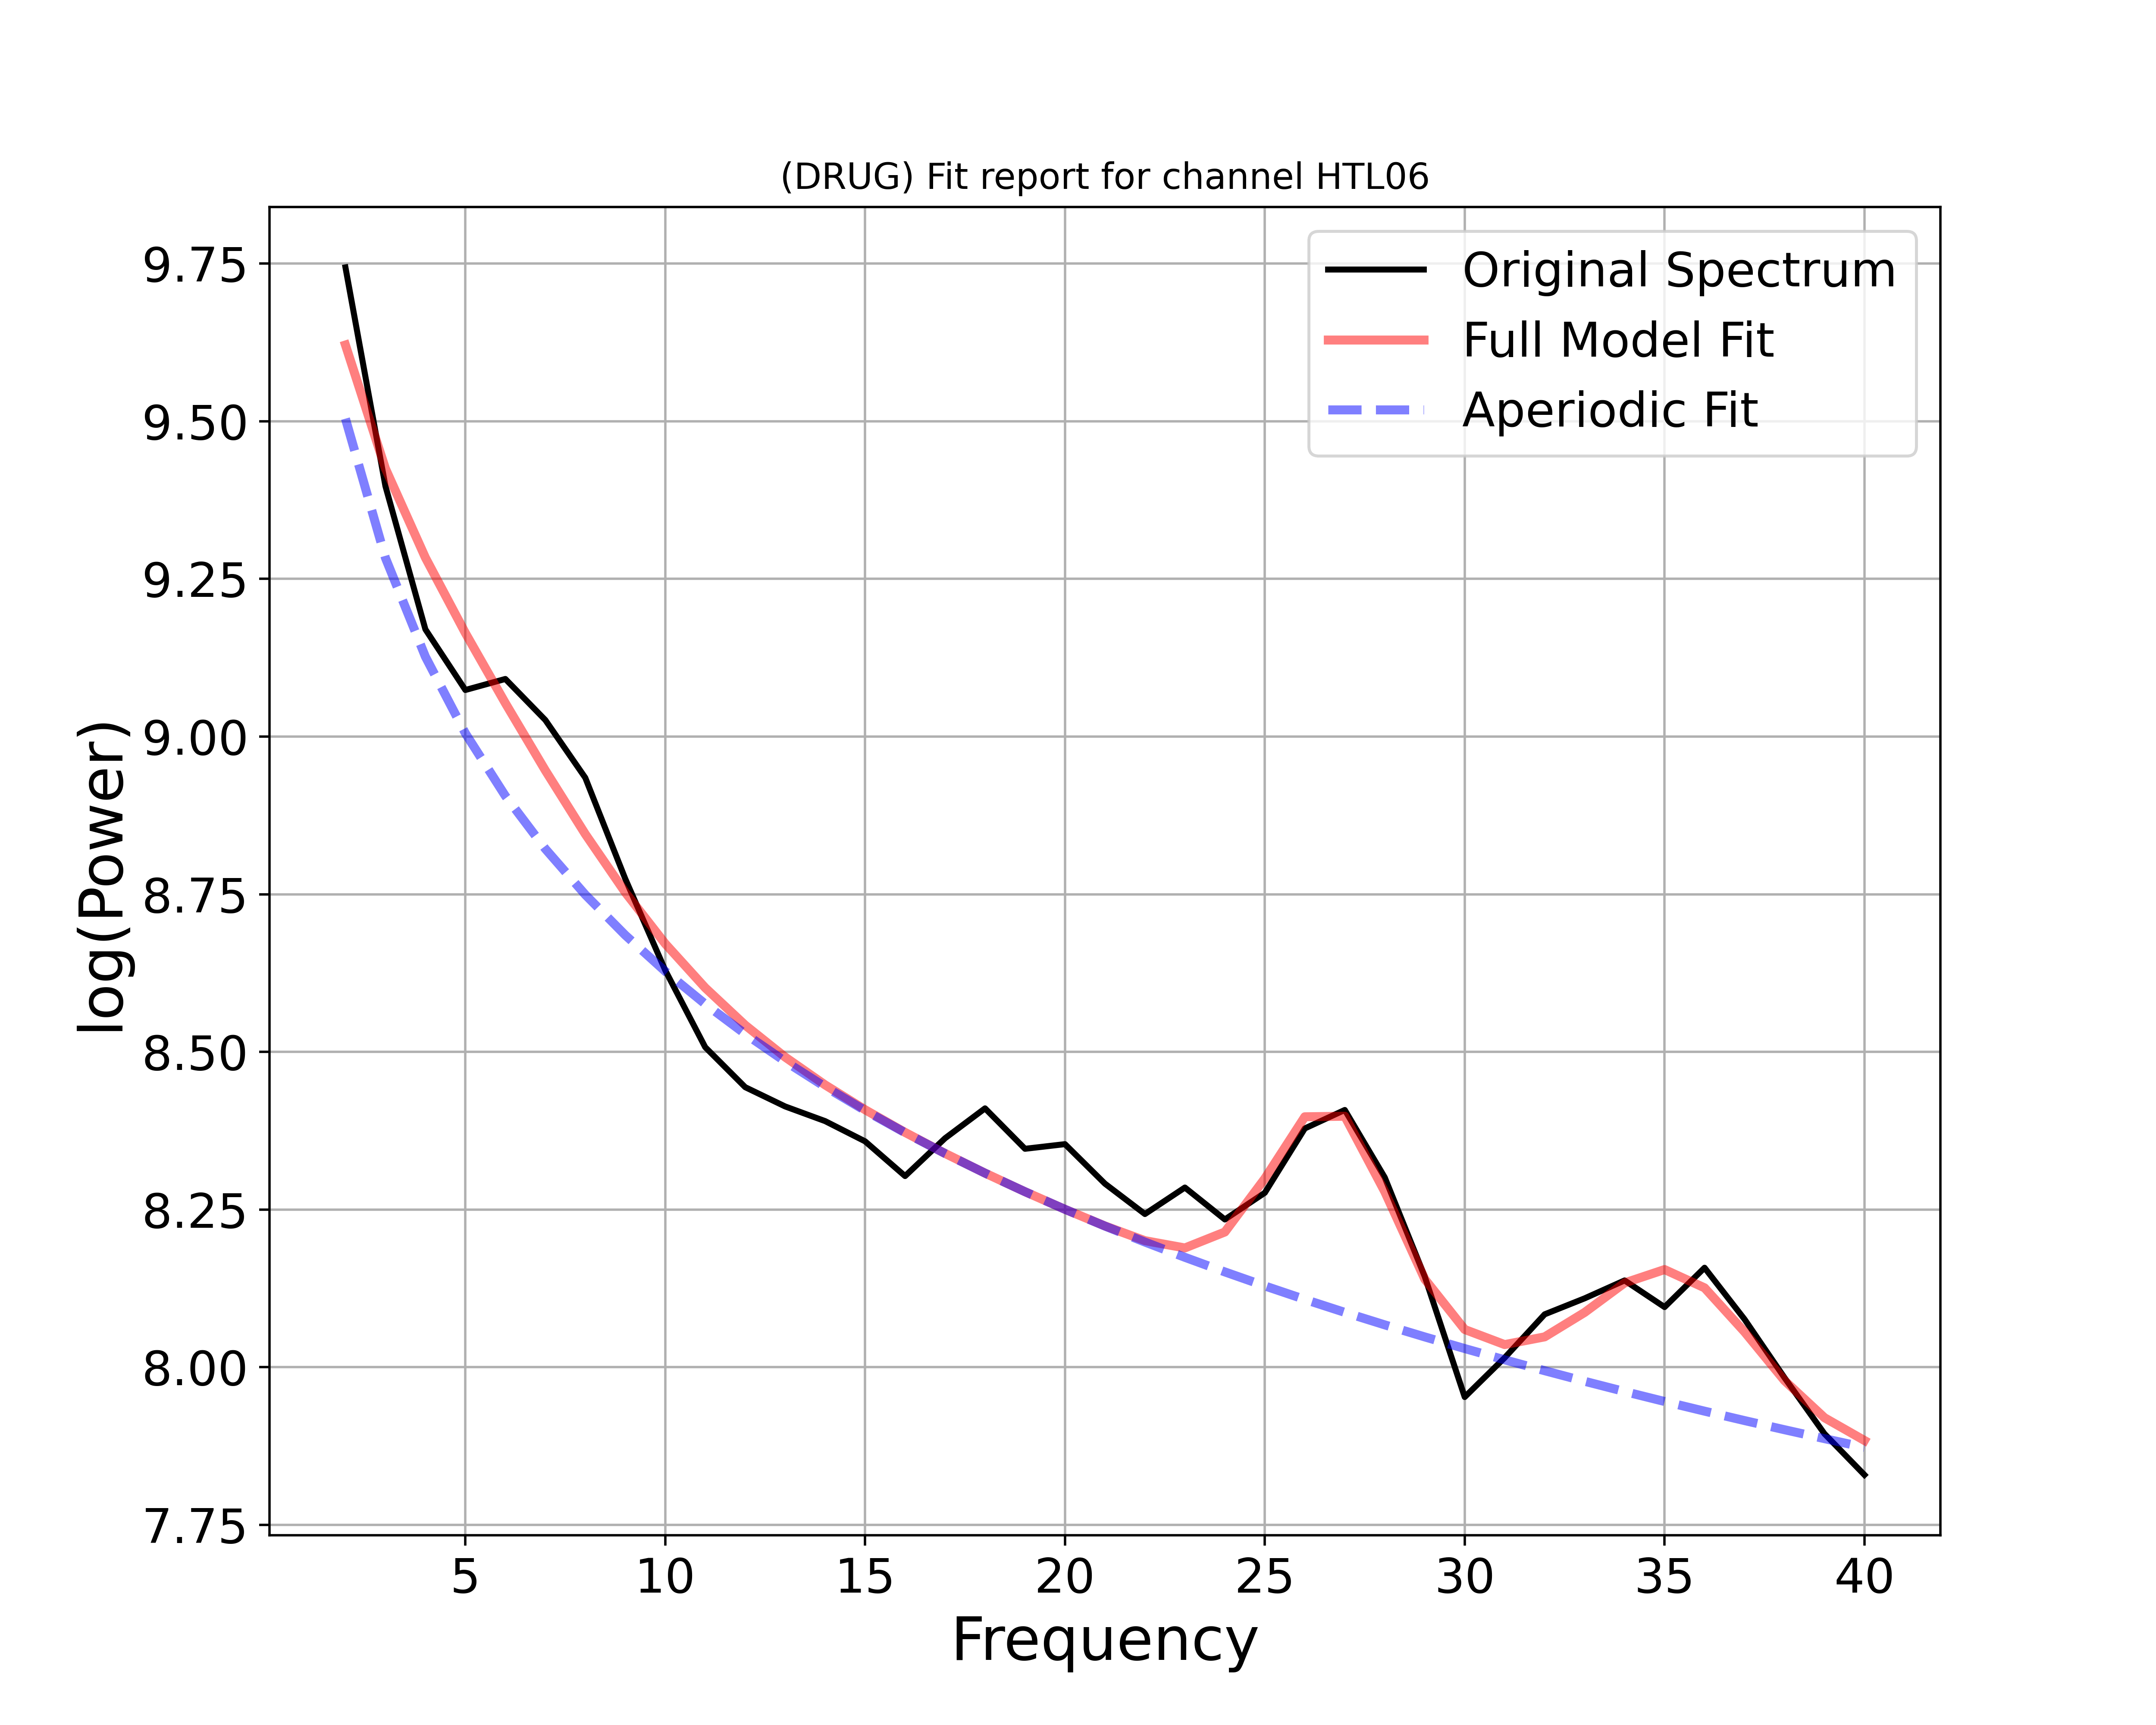 (DRUG) Fit report for channel HTL06
Original Spectrum
Full Model Fit
Aperiodic Fit
log(Power)
9.75
9.50
9.25
9.00
8.75
8.50
8.25
8.00
7.75
5 10 15 20 25 30 35 40
Frequency